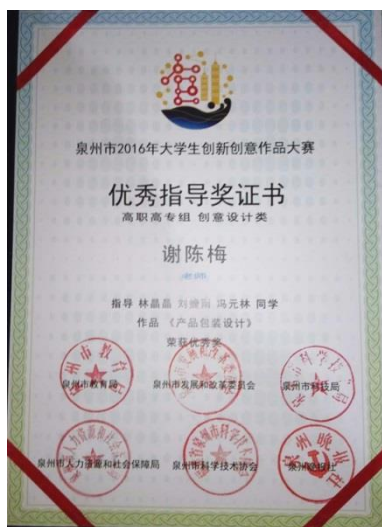 泉州市2016年大学生创新创意作品大赛
优秀指导奖证书
高职高专组 创意设计类
谢陈梅
老师
指导 林晶晶 刘 冯元林 同学
作品 《产品包装设计》
荣获优秀奖
泉州市教育局 泉州市发展和改革委员会 泉州市科技局
泉州市人力资源和社会保障局 泉州市科学技术协会 泉州晚报社